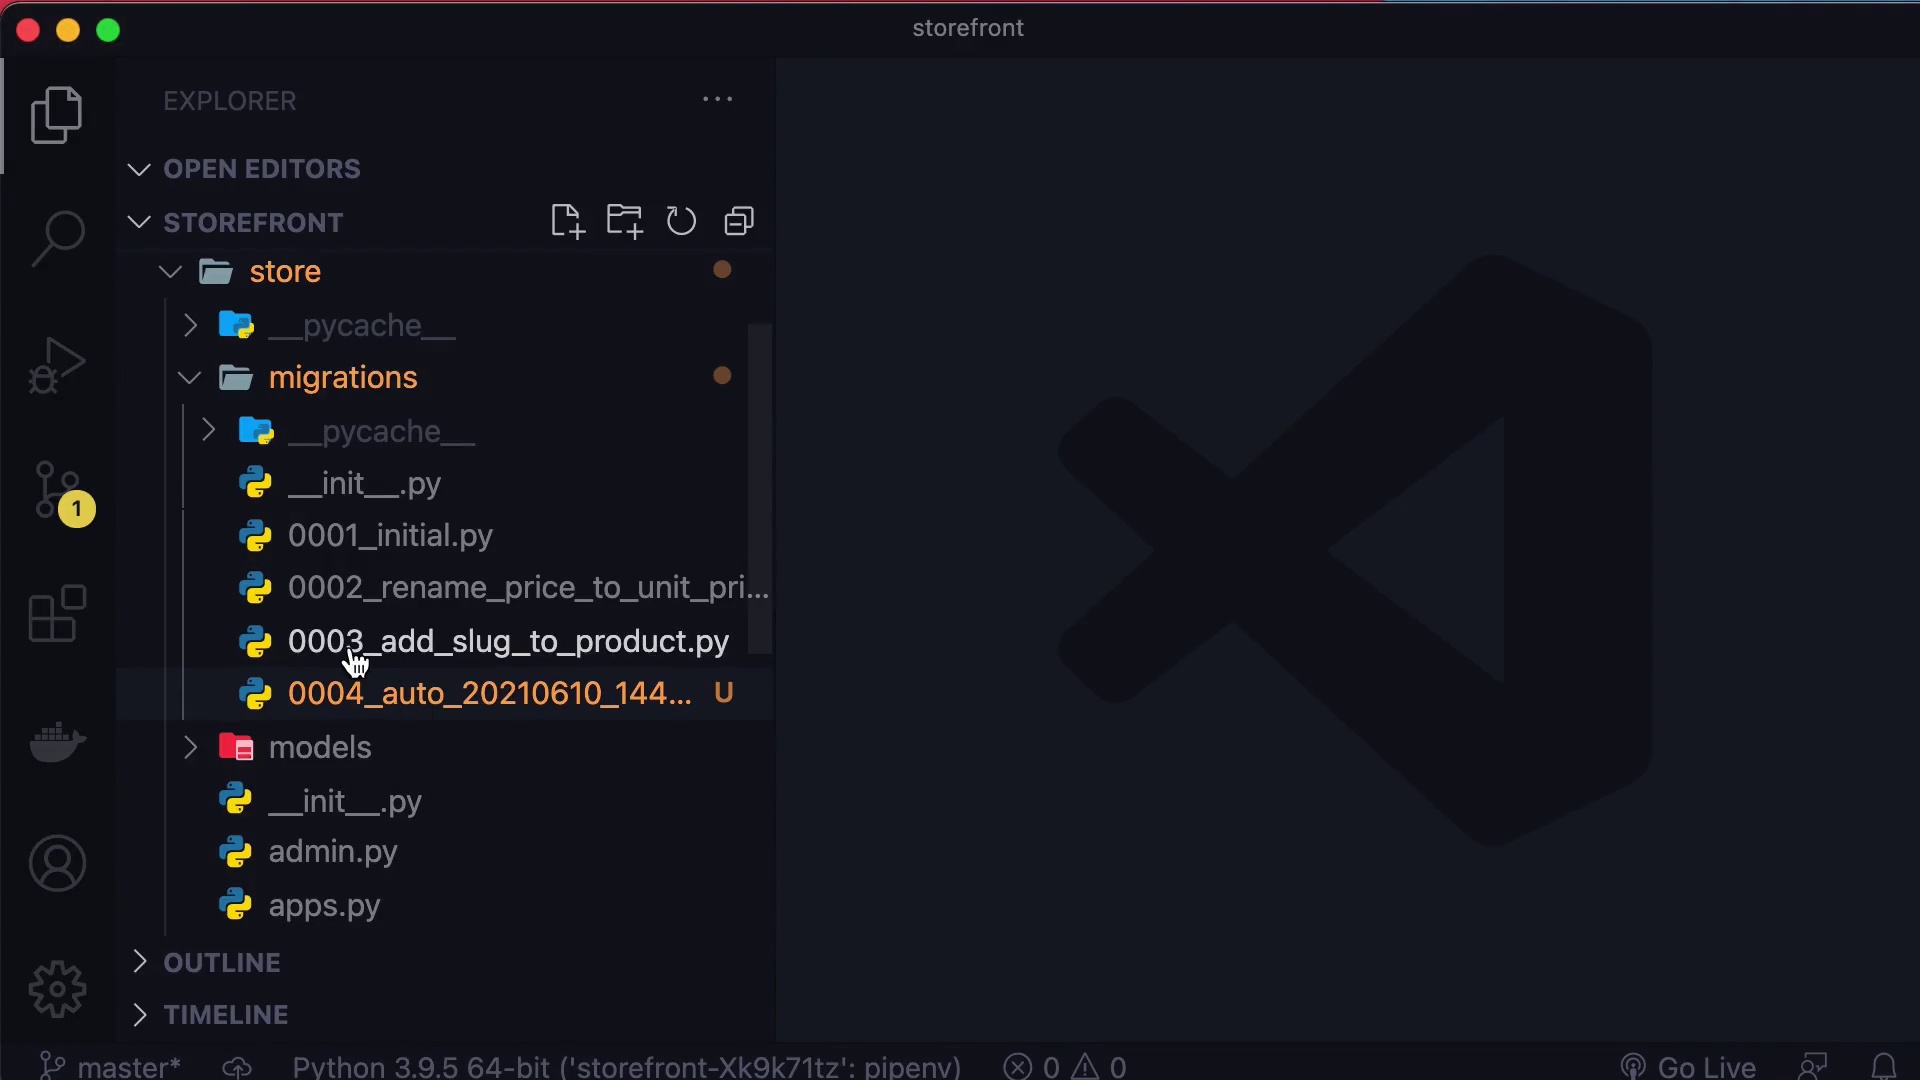 storefront
EXPLORER
OPEN EDITORS
STOREFRONT
store
__pycache__
migrations
__pycache__
__init__.py
0001_initial.py
0002_rename_price_to_unit_pri...
0003_add_slug_to_product.py
0004_auto_20210610_144... U
1
models
__init__.py
admin.py
apps.py
OUTLINE
TIMELINE
master* Python 3.9.5 64-bit ('storefront-Xk9k71tz': pipenv) 0 0 Go Live